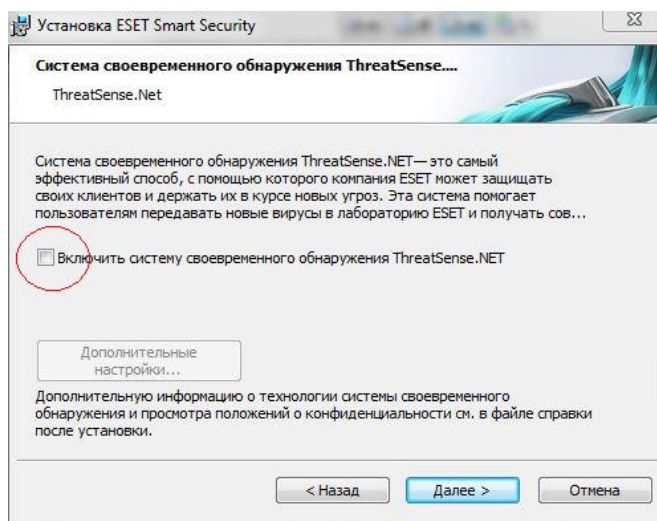 Установка ESET Smart Security
Система своевременного обнаружения ThreatSense....
ThreatSense.Net
Система своевременного обнаружения ThreatSense.NET— это самый
эффективный способ, с помощью которого компания ESET может защищать
своих клиентов и держать их в курсе новых угроз. Эта система помогает
пользователям передавать новые вирусы в лабораторию ESET и получать сов...
Включить систему своевременного обнаружения ThreatSense.NET
Дополнительные
настройки...
Дополнительную информацию о технологии системы своевременного
обнаружения и просмотра положений о конфиденциальности см. в файле справки
после установки.
< Назад
Далее >
Отмена